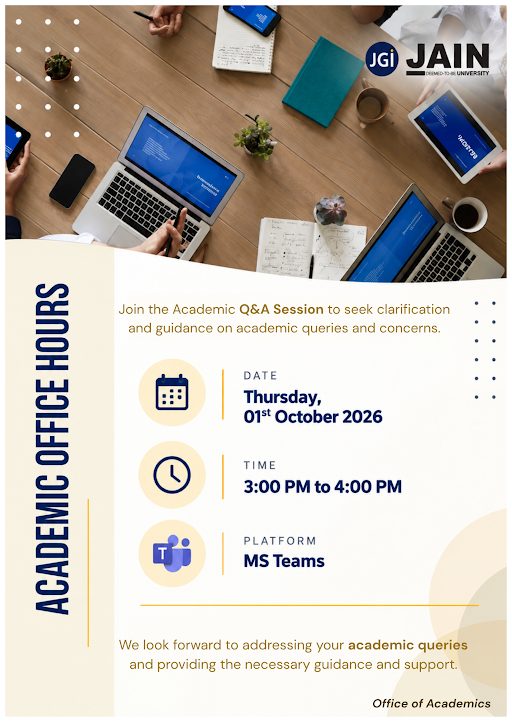 JGi JAIN
DEEMED-TO-BE UNIVERSITY
ACADEMIC OFFICE HOURS
Join the Academic Q&A Session to seek clarification
and guidance on academic queries and concerns.
DATE
Thursday,
01st October 2026
TIME
3:00 PM to 4:00 PM
T
PLATFORM
MS Teams
We look forward to addressing your academic queries
and providing the necessary guidance and support.
Office of Academics